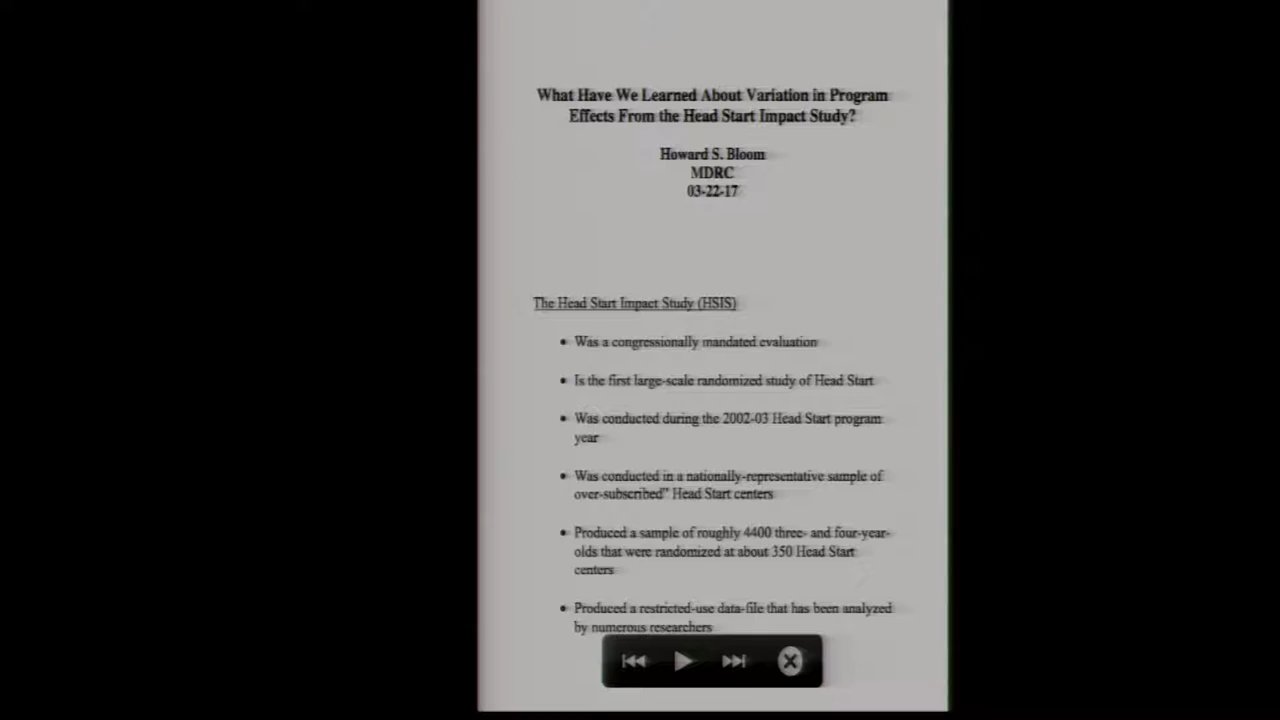 What Have We Learned About Variation in Program
Effects From the Head Start Impact Study?
Howard S. Bloom
MDRC
03-22-17
The Head Start Impact Study (HSIS)
• Was a congressionally mandated evaluation
• Is the first large-scale randomized study of Head Start
• Was conducted during the 2002-03 Head Start program
year
• Was conducted in a nationally-representative sample of
over-subscribed” Head Start centers
• Produced a sample of roughly 4400 three- and four-year-
olds that were randomized at about 350 Head Start
centers
• Produced a restricted-use data-file that has been analyzed
by numerous researchers